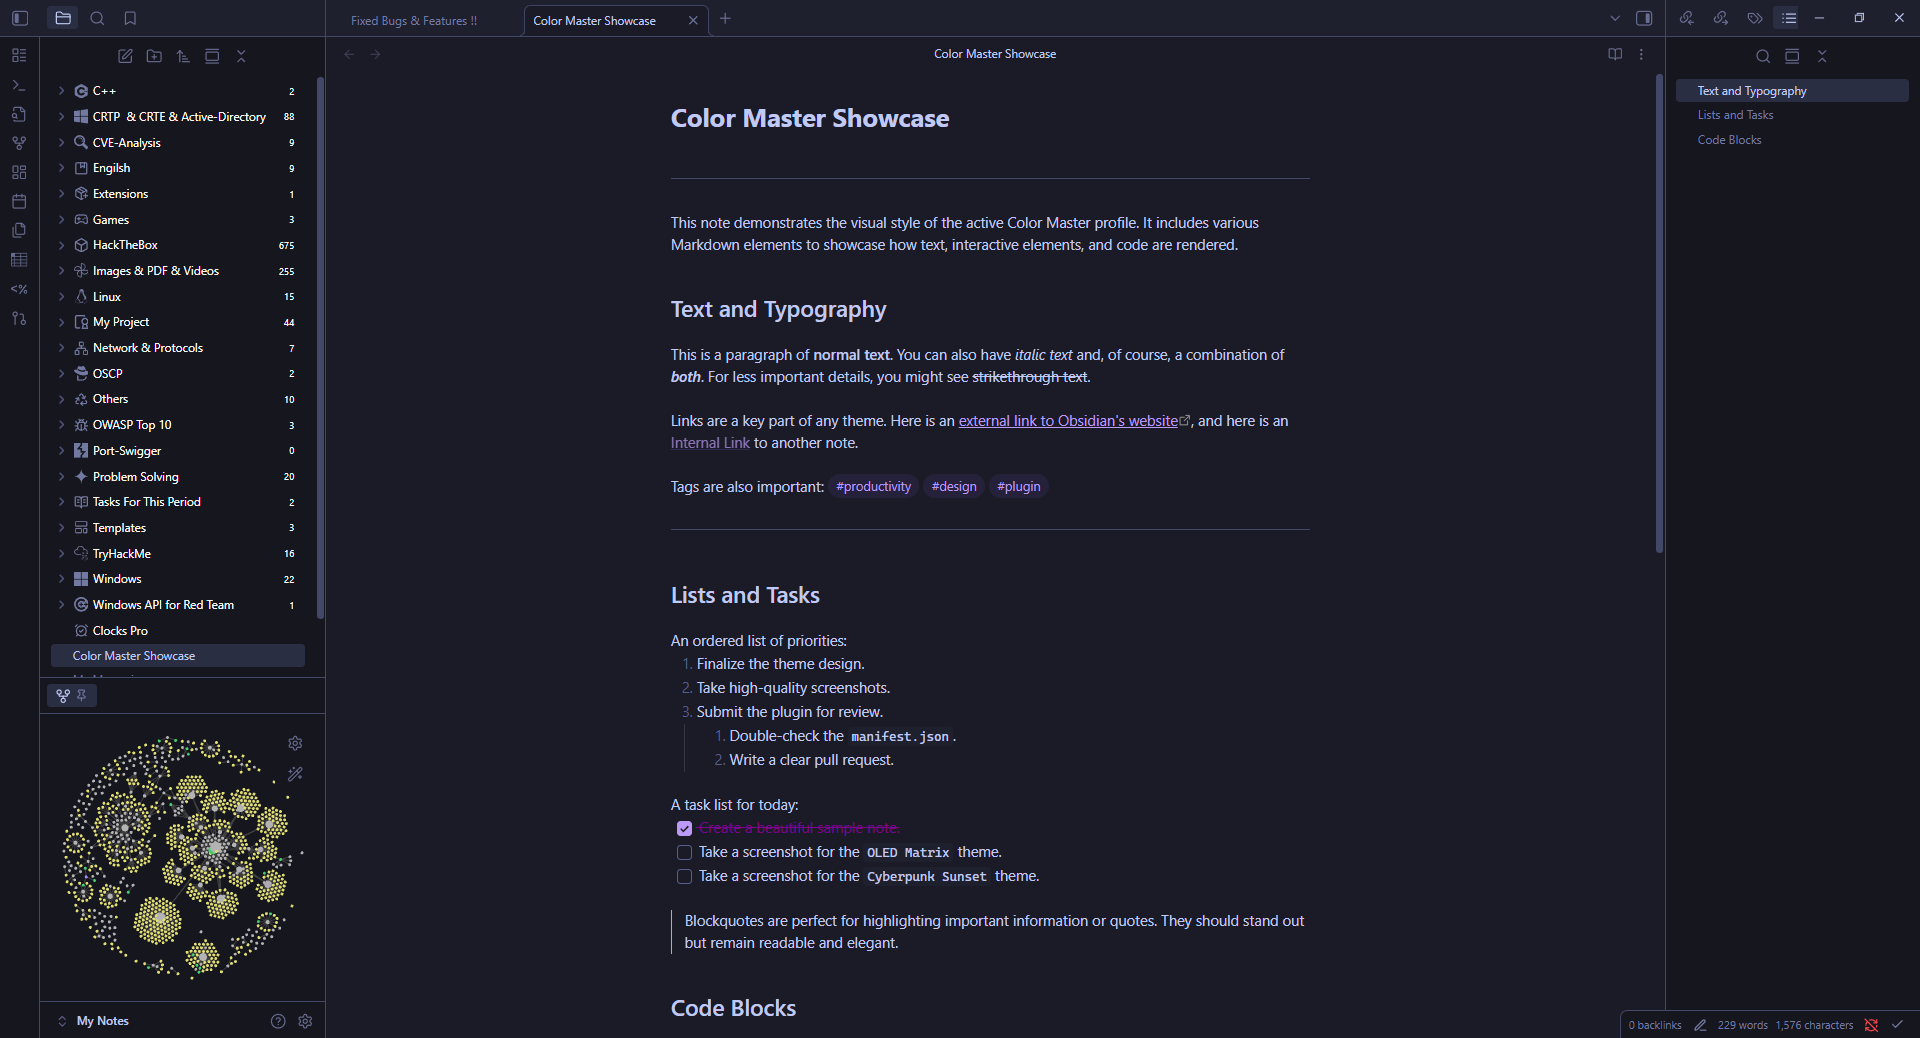 Fixed Bugs & Features !!
Color Master Showcase
C++ 2
CRTP & CRTE & Active-Directory 88
CVE-Analysis 9
Engilsh 9
Extensions 1
Games 3
HackTheBox 675
Images & PDF & Videos 255
Linux 15
My Project 44
Network & Protocols 7
OSCP 2
Others 10
OWASP Top 10 3
Port-Swigger 0
Problem Solving 20
Tasks For This Period 2
Templates 3
TryHackMe 16
Windows 22
Windows API for Red Team 1
Clocks Pro
Color Master Showcase
My Notes
Color Master Showcase
Color Master Showcase
This note demonstrates the visual style of the active Color Master profile. It includes various
Markdown elements to showcase how text, interactive elements, and code are rendered.
Text and Typography
This is a paragraph of normal text. You can also have italic text and, of course, a combination of
both. For less important details, you might see strikethrough text.
Links are a key part of any theme. Here is an external link to Obsidian's website, and here is an
Internal Link to another note.
Tags are also important: #productivity #design #plugin
Lists and Tasks
An ordered list of priorities:
1. Finalize the theme design.
2. Take high-quality screenshots.
3. Submit the plugin for review.
1. Double-check the manifest.json.
2. Write a clear pull request.
A task list for today:
Create a beautiful sample note.
Take a screenshot for the OLED Matrix theme.
Take a screenshot for the Cyberpunk Sunset theme.
Blockquotes are perfect for highlighting important information or quotes. They should stand out
but remain readable and elegant.
Code Blocks
Text and Typography
Lists and Tasks
Code Blocks
0 backlinks 229 words 1,576 characters